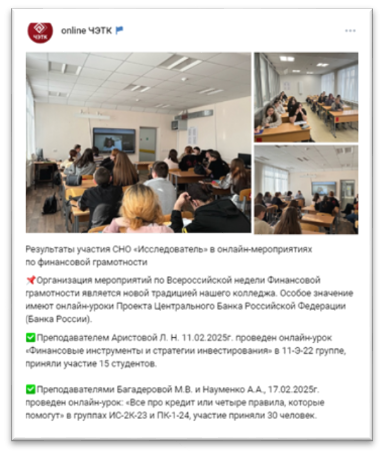 ЧЭТК
online ЧЭТК
Результаты участия СНО «Исследователь» в онлайн-мероприятиях
по финансовой грамотности
Организация мероприятий по Всероссийской недели Финансовой
грамотности является новой традицией нашего колледжа. Особое значение
имеют онлайн-уроки Проекта Центрального Банка Российской Федерации
(Банка России).
Преподавателем Аристовой Л. Н. 11.02.2025г. проведен онлайн-урок
«Финансовые инструменты и стратегии инвестирования» в 11-Э-22 группе,
приняли участие 15 студентов.
Преподавателями Багадеровой М.В. и Науменко А.А., 17.02.2025г.
проведен онлайн-урок: «Все про кредит или четыре правила, которые
помогут» в группах ИС-2К-23 и ПК-1-24, участие приняли 30 человек.